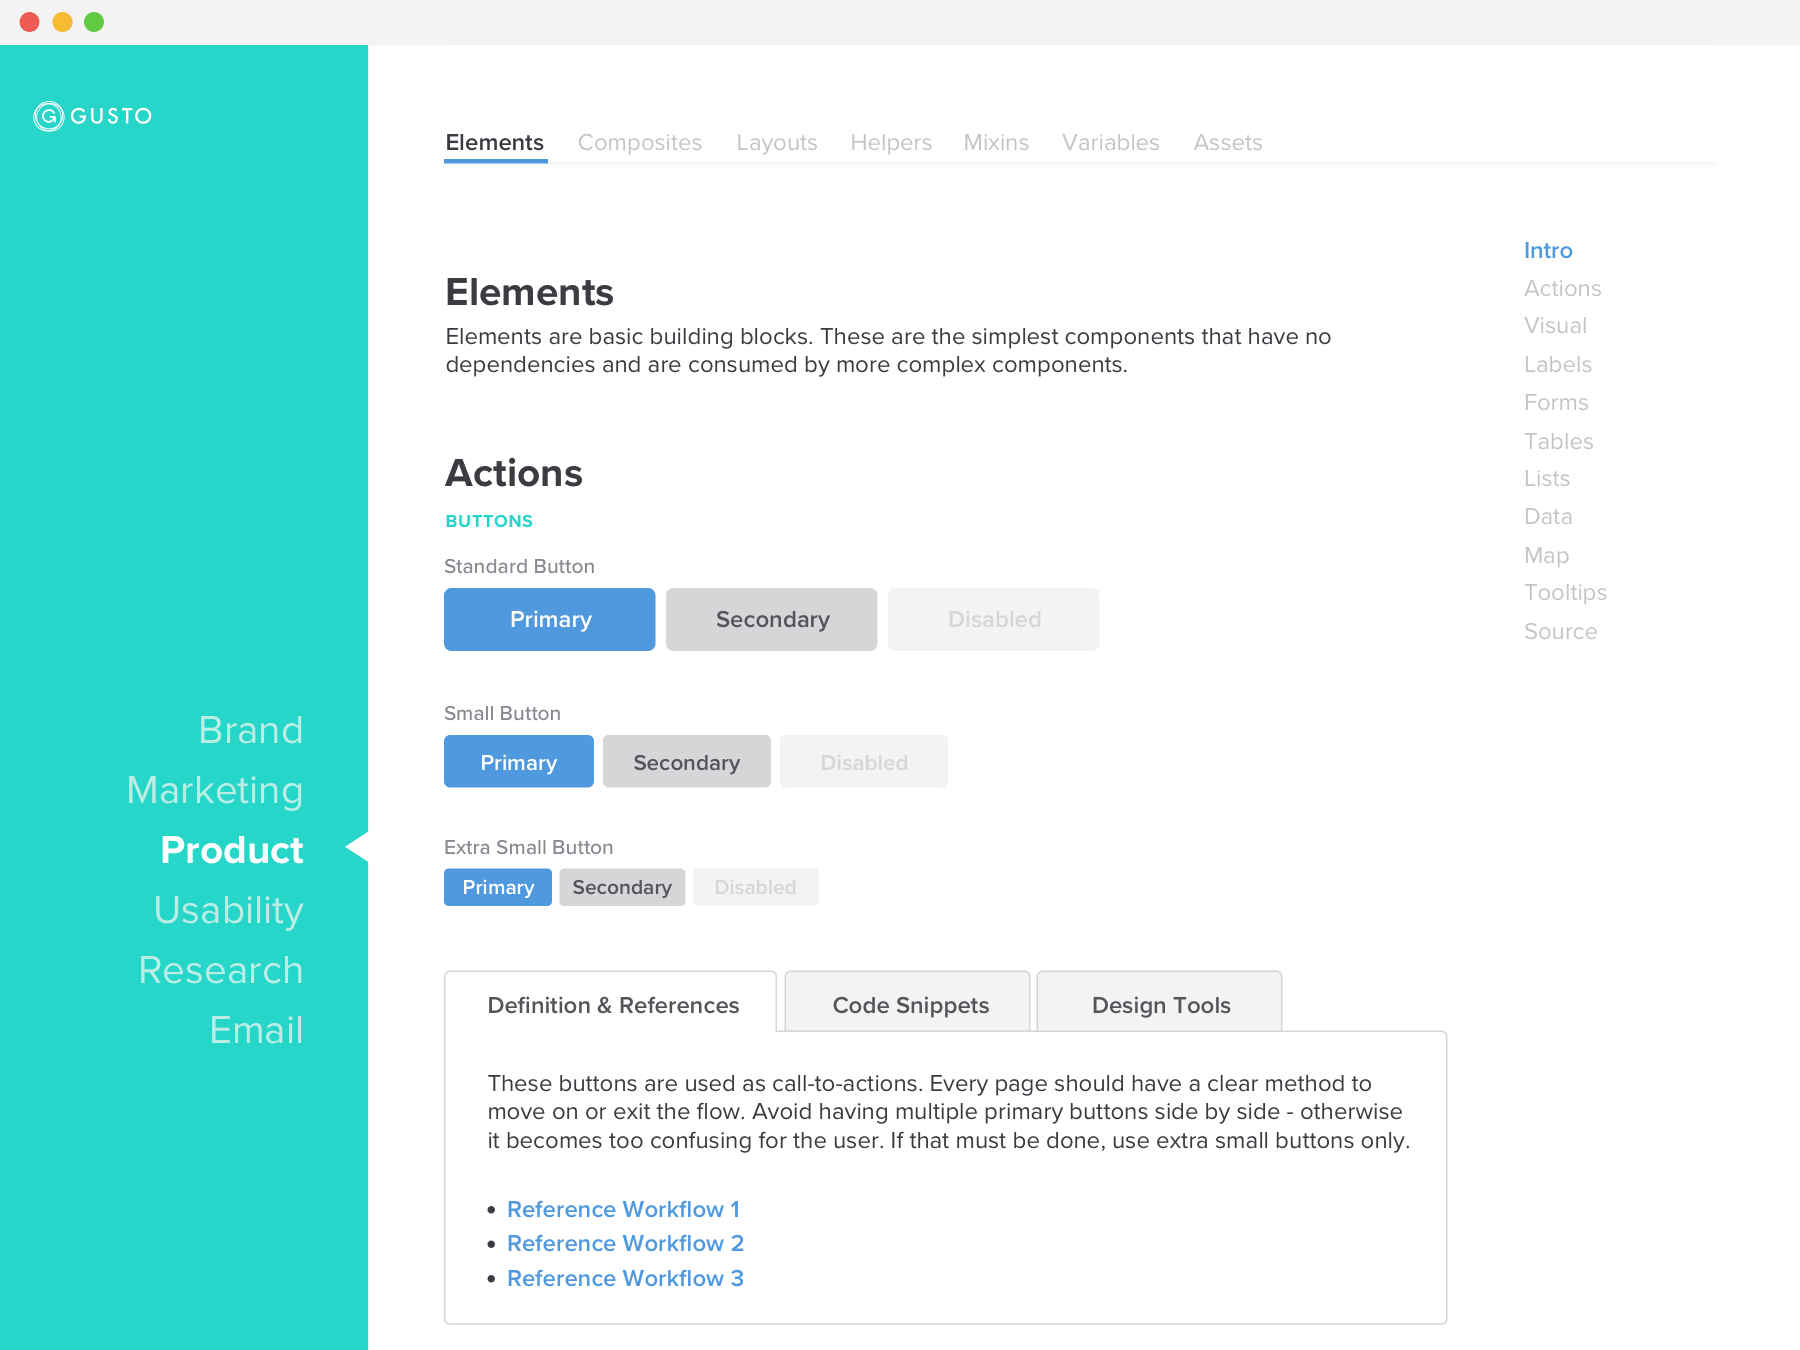 GUSTO
Brand
Marketing
Product
Usability
Research
Email
Elements Composites Layouts Helpers Mixins Variables Assets
Elements
Elements are basic building blocks. These are the simplest components that have no
dependencies and are consumed by more complex components.
Actions
BUTTONS
Standard Button
Primary Secondary Disabled
Small Button
Primary Secondary Disabled
Extra Small Button
Primary Secondary Disabled
Definition & References Code Snippets Design Tools
These buttons are used as call-to-actions. Every page should have a clear method to
move on or exit the flow. Avoid having multiple primary buttons side by side - otherwise
it becomes too confusing for the user. If that must be done, use extra small buttons only.
• Reference Workflow 1
• Reference Workflow 2
• Reference Workflow 3
Intro
Actions
Visual
Labels
Forms
Tables
Lists
Data
Map
Tooltips
Source